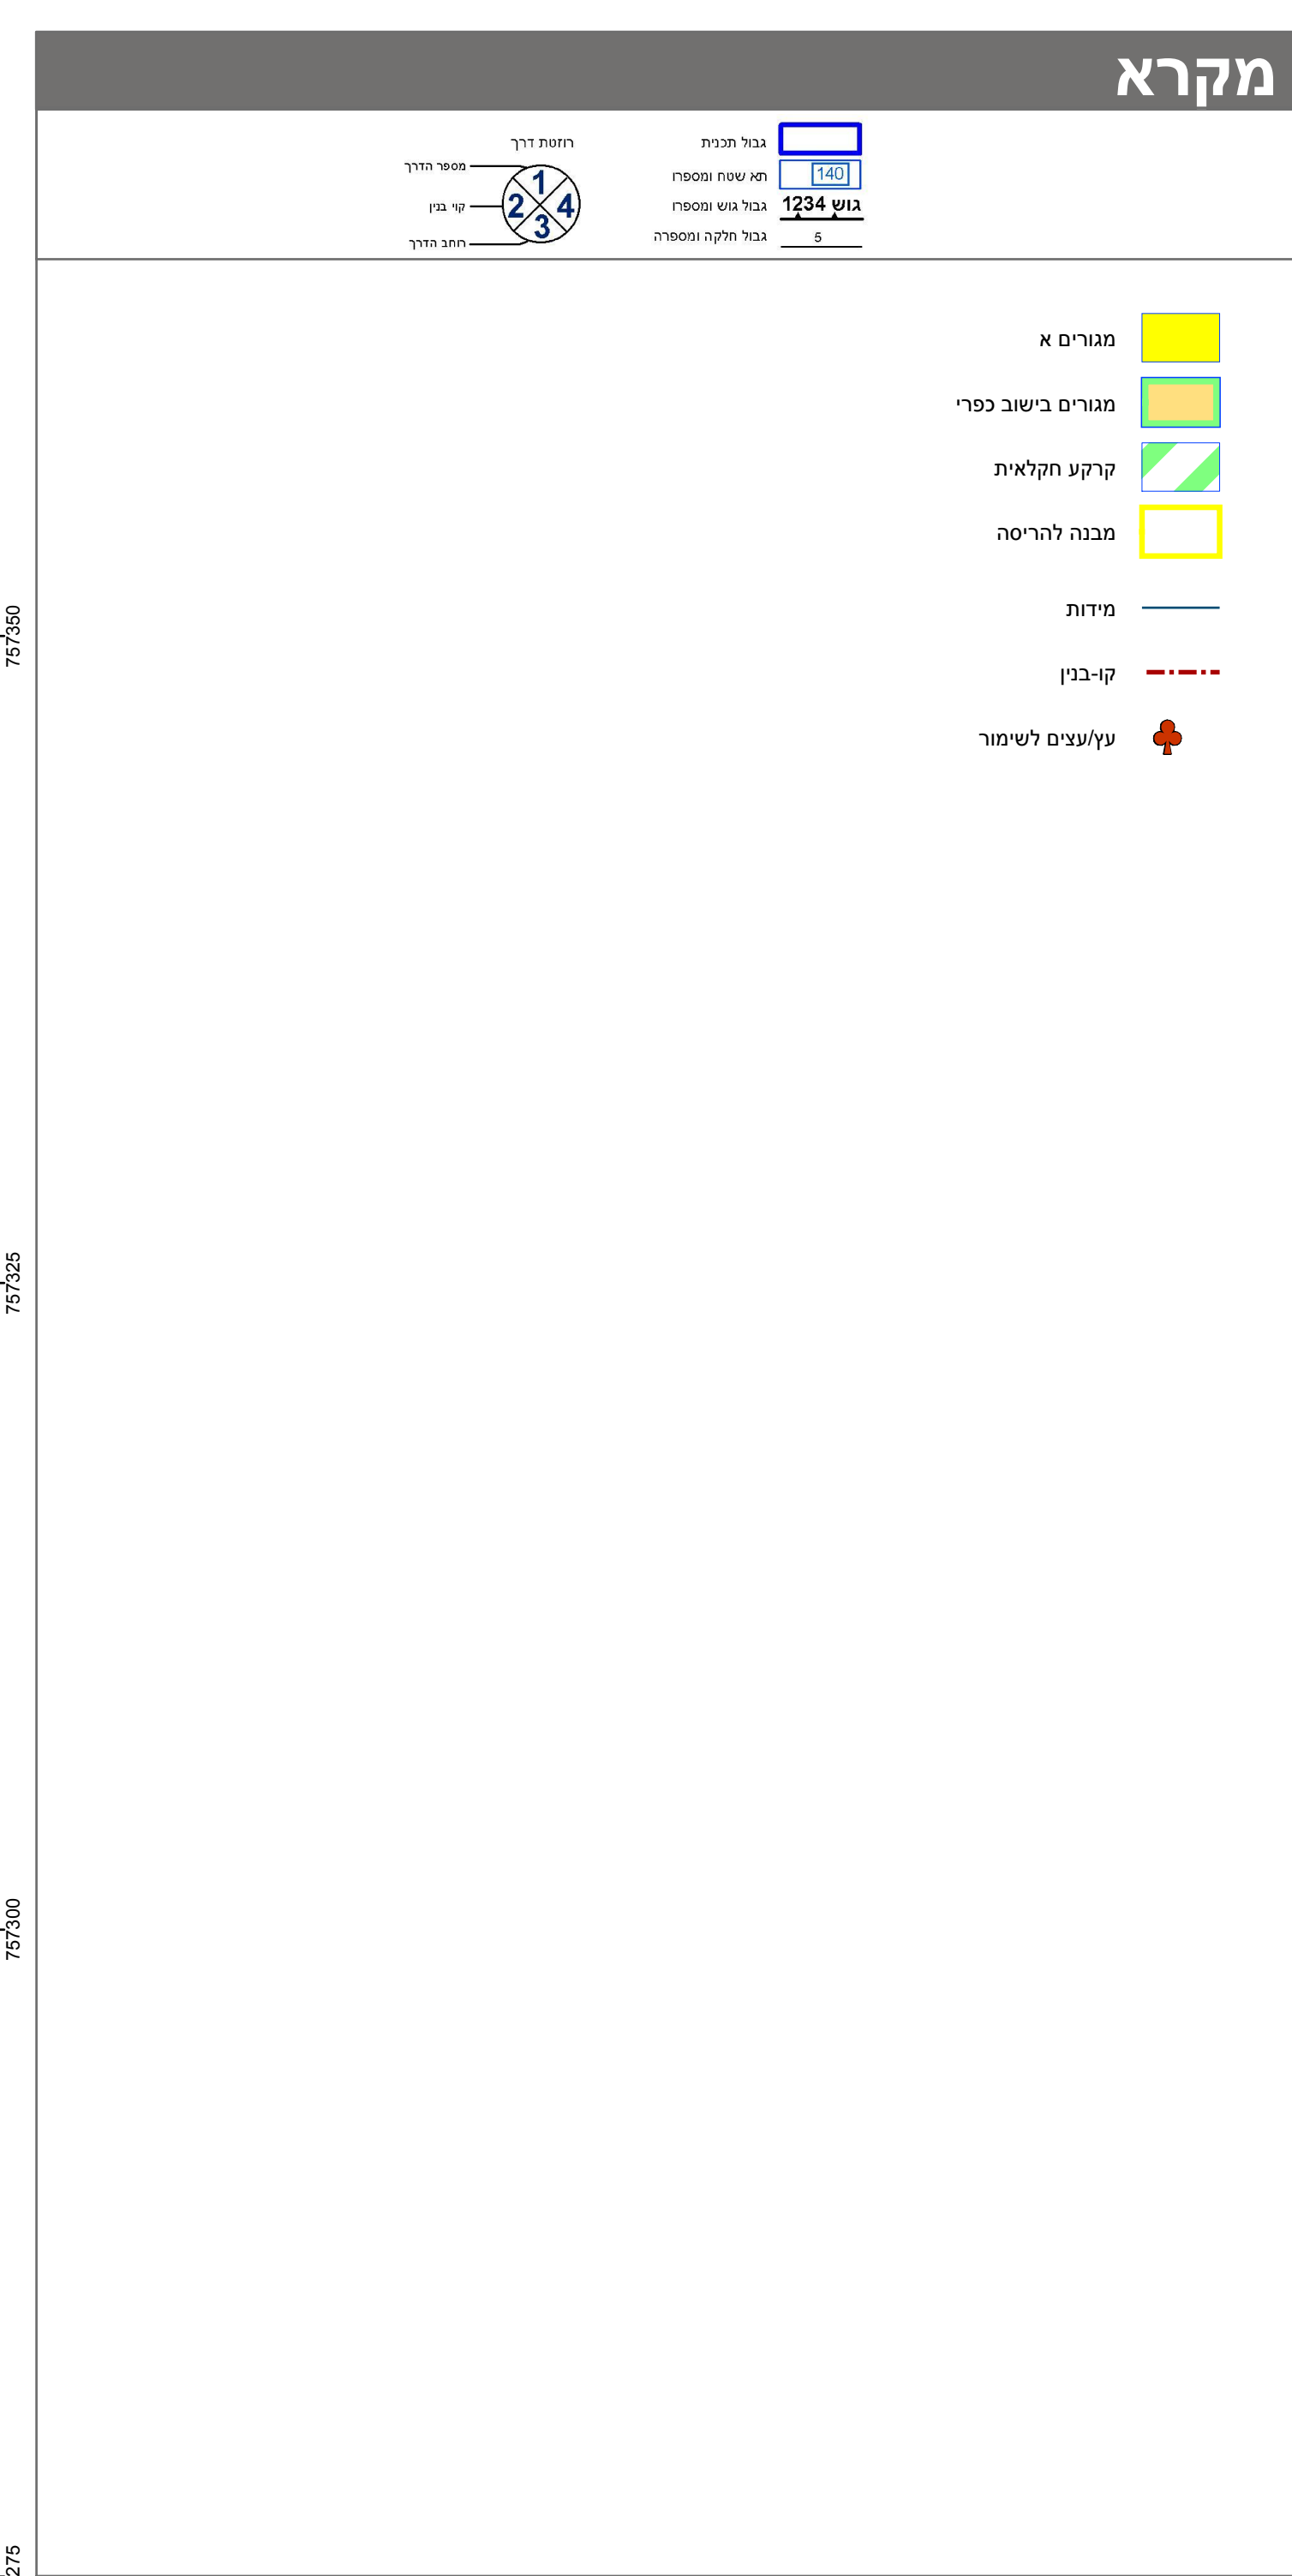 מקרא
גבול תכנית
תא שטח ומספרו
140
גבול גוש ומספרו
גוש 1234
גבול חלקה ומספרה
5
רוזטת דרך
מספר הדרך
קוי בנין
רוחב הדרך
1
2
4
3
מגורים א
מגורים בישוב כפרי
קרקע חקלאית
מבנה להריסה
מידות
קו-בנין
עץ/עצים לשימור
757350
757325
757300
275